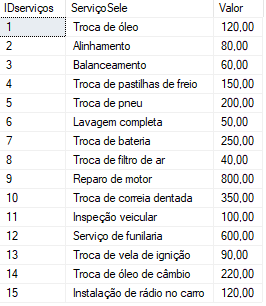 IDserviços ServiçoSele Valor
1 Troca de óleo 120,00
2 Alinhamento 80,00
3 Balanceamento 60,00
4 Troca de pastilhas de freio 150,00
5 Troca de pneu 200,00
6 Lavagem completa 50,00
7 Troca de bateria 250,00
8 Troca de filtro de ar 40,00
9 Reparo de motor 800,00
10 Troca de correia dentada 350,00
11 Inspeção veicular 100,00
12 Serviço de funilaria 600,00
13 Troca de vela de ignição 90,00
14 Troca de óleo de câmbio 220,00
15 Instalação de rádio no carro 120,00